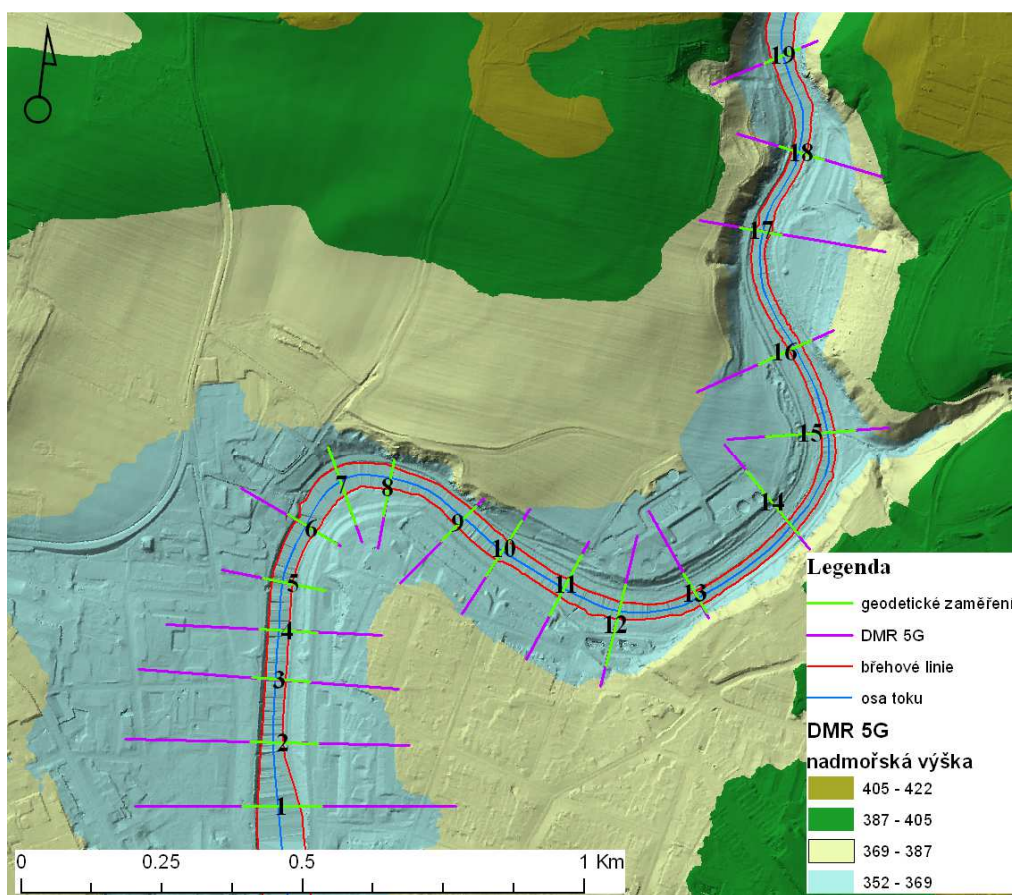 19
18
17
16
15
14
13
12
11
10
9
8
7
6
5
4
3
2
1
Legenda
geodetické zaměření
DMR 5G
břehové linie
osa toku
DMR 5G
nadmořská výška
405 - 422
387 - 405
369 - 387
352 - 369
0 0.25 0.5 1 Km